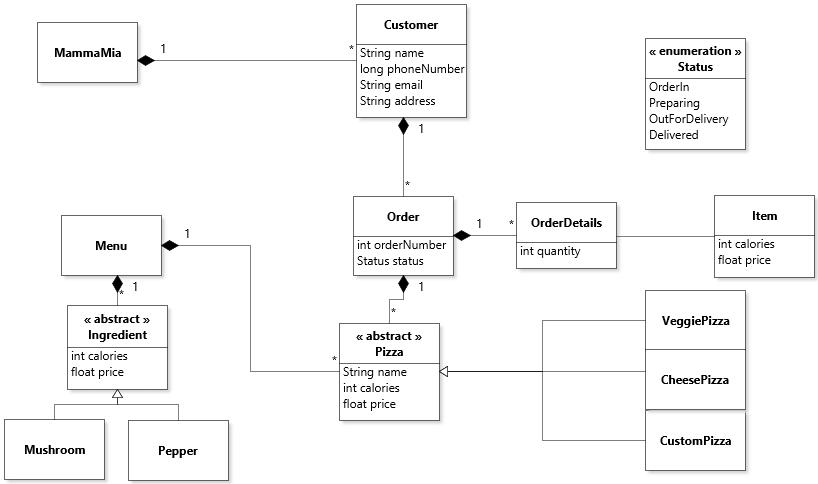 Customer
String name
long phoneNumber
String email
String address
MammaMia
1
*
« enumeration »
Status
OrderIn
Preparing
OutForDelivery
Delivered
1
*
Order
int orderNumber
Status status
1
*
OrderDetails
int quantity
Item
int calories
float price
Menu
1
1
*
« abstract »
Ingredient
int calories
float price
1
*
*
« abstract »
Pizza
String name
int calories
float price
VeggiePizza
CheesePizza
CustomPizza
Mushroom
Pepper